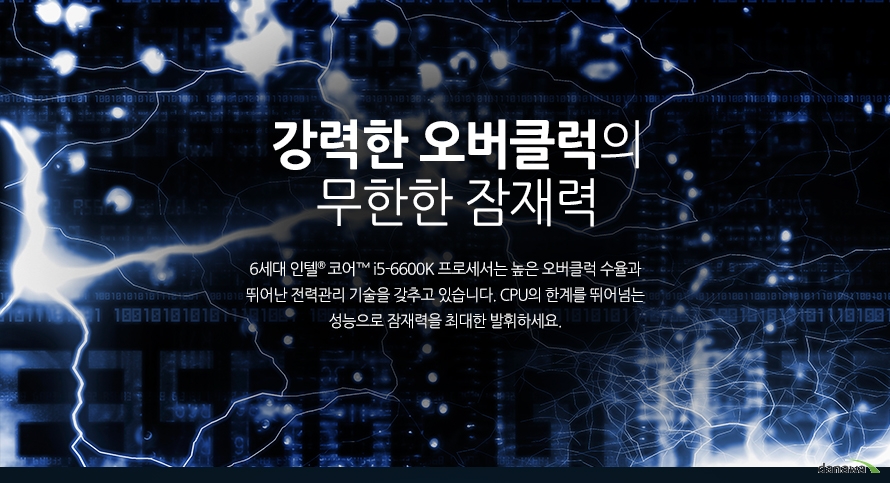 강력한 오버클럭의
무한한 잠재력
6세대 인텔® 코어™ i5-6600K 프로세서는 높은 오버클럭 수율과
뛰어난 전력관리 기술을 갖추고 있습니다. CPU의 한계를 뛰어넘는
성능으로 잠재력을 최대한 발휘하세요.
danawa